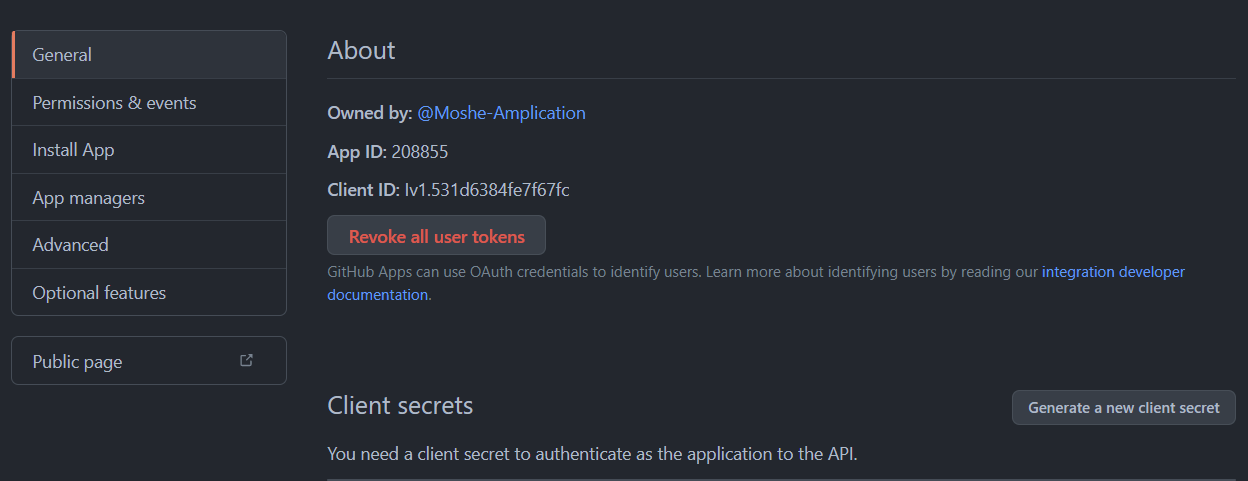 General
Permissions & events
Install App
App managers
Advanced
Optional features
Public page
About
Owned by: @Moshe-Amplication
App ID: 208855
Client ID: Iv1.531d6384fe7f67fc
Revoke all user tokens
GitHub Apps can use OAuth credentials to identify users. Learn more about identifying users by reading our integration developer
documentation.
Client secrets
Generate a new client secret
You need a client secret to authenticate as the application to the API.